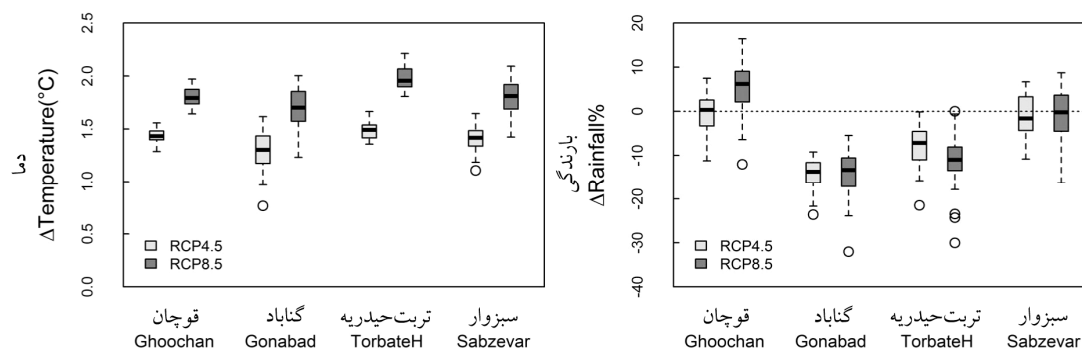 دما
ΔTemperature(°C)
2.5
2.0
1.5
1.0
0.5
0.0
RCP4.5
RCP8.5
قوچان
گناباد
تربت‌حیدریه
سبزوار
Ghoochan
Gonabad
TorbateH
Sabzevar
بارندگی
ΔRainfall%
20
10
0
-10
-20
-30
-40
RCP4.5
RCP8.5
قوچان
گناباد
تربت‌حیدریه
سبزوار
Ghoochan
Gonabad
TorbateH
Sabzevar